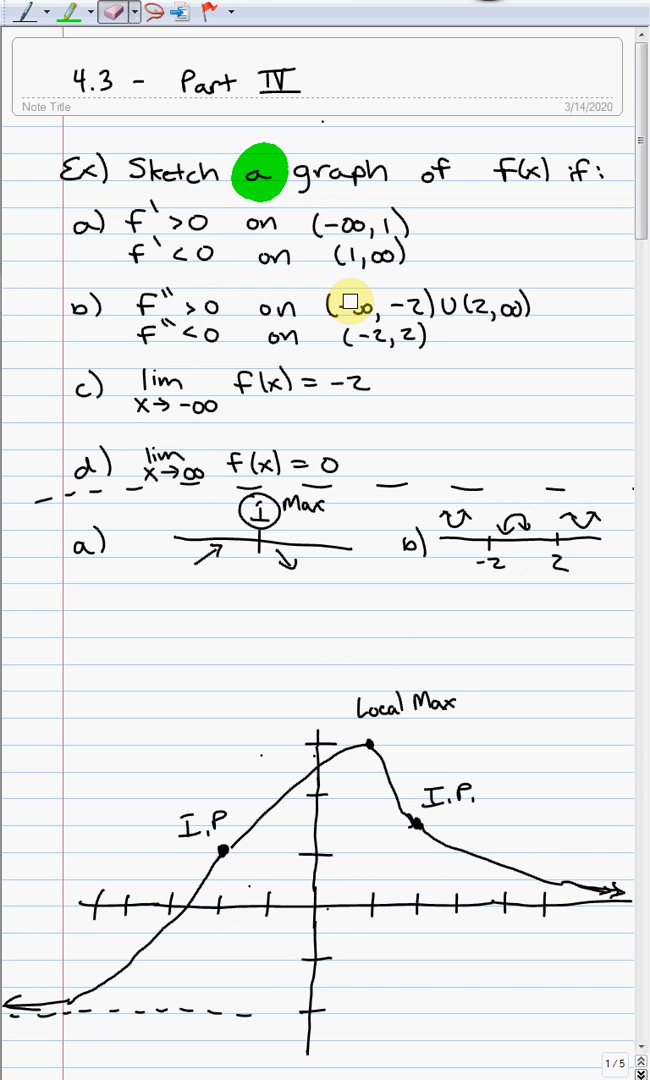 4.3 - Part IV
Note Title
3/14/2020
Ex) Sketch a graph of f(x) if:
a) f' >0 on (-∞, 1)
f' <0 on (1, ∞)
b) f" >0 on (-∞, -2)∪(2, ∞)
f" <0 on (-2, 2)
c) lim f(x) = -2
x→ -∞
d) lim f(x) = 0
x→∞
1 Max
a)
b)
-2 2
Local Max
I.P.
I.P
1/5